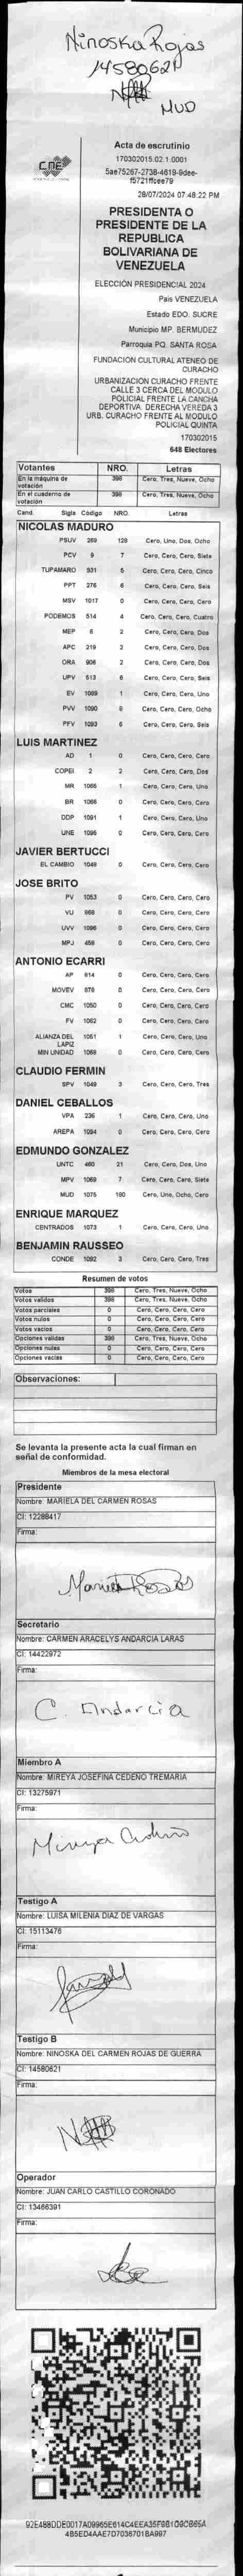 Ninoska Rojas
14580621
MUD
CNE
Acta de escrutinio
170302015.02.1.0001
5ae75267-2738-4619-9dee-
f5721ffcee79
28/07/2024 07:48:22 PM
PRESIDENTA O
PRESIDENTE DE LA
REPUBLICA
BOLIVARIANA DE
VENEZUELA
ELECCIÓN PRESIDENCIAL 2024
País VENEZUELA
Estado EDO. SUCRE
Municipio MP. BERMUDEZ
Parroquia PQ. SANTA ROSA
FUNDACIÓN CULTURAL ATENEO DE
CURACHO
URBANIZACION CURACHO FRENTE
CALLE 3 CERCA DEL MODULO
POLICIAL FRENTE LA CANCHA
DEPORTIVA. DERECHA VEREDA 3
URB. CURACHO FRENTE AL MODULO
POLICIAL QUINTA
170302015
648 Electores
Votantes NRO. Letras
En la máquina de votación 398 Cero, Tres, Nueve, Ocho
En el cuaderno de votación 398 Cero, Tres, Nueve, Ocho
Cand. Sigla Código NRO. Letras
NICOLAS MADURO
PSUV 269 128 Cero, Uno, Dos, Ocho
PCV 9 7 Cero, Cero, Cero, Siete
TUPAMARO 931 5 Cero, Cero, Cero, Cinco
PPT 276 6 Cero, Cero, Cero, Seis
MSV 1017 0 Cero, Cero, Cero, Cero
PODEMOS 514 4 Cero, Cero, Cero, Cuatro
MEP 6 2 Cero, Cero, Cero, Dos
APC 219 2 Cero, Cero, Cero, Dos
ORA 906 2 Cero, Cero, Cero, Dos
UPV 613 6 Cero, Cero, Cero, Seis
EV 1089 1 Cero, Cero, Cero, Uno
PVV 1090 8 Cero, Cero, Cero, Ocho
PFV 1093 6 Cero, Cero, Cero, Seis
LUIS MARTINEZ
AD 1 0 Cero, Cero, Cero, Cero
COPEI 2 2 Cero, Cero, Cero, Dos
MR 1065 1 Cero, Cero, Cero, Uno
BR 1066 0 Cero, Cero, Cero, Cero
DDP 1091 1 Cero, Cero, Cero, Uno
UNE 1095 0 Cero, Cero, Cero, Cero
JAVIER BERTUCCI
EL CAMBIO 1048 0 Cero, Cero, Cero, Cero
JOSE BRITO
PV 1053 0 Cero, Cero, Cero, Cero
VU 868 0 Cero, Cero, Cero, Cero
UVV 1096 0 Cero, Cero, Cero, Cero
MPJ 458 0 Cero, Cero, Cero, Cero
ANTONIO ECARRI
AP 814 0 Cero, Cero, Cero, Cero
MOVEV 878 0 Cero, Cero, Cero, Cero
CMC 1050 0 Cero, Cero, Cero, Cero
FV 1062 0 Cero, Cero, Cero, Cero
ALIANZA DEL LAPIZ 1051 1 Cero, Cero, Cero, Uno
MIN UNIDAD 1058 0 Cero, Cero, Cero, Cero
CLAUDIO FERMIN
SPV 1049 3 Cero, Cero, Cero, Tres
DANIEL CEBALLOS
VPA 236 1 Cero, Cero, Cero, Uno
AREPA 1094 0 Cero, Cero, Cero, Cero
EDMUNDO GONZALEZ
UNTC 460 21 Cero, Cero, Dos, Uno
MPV 1069 7 Cero, Cero, Cero, Siete
MUD 1075 180 Cero, Uno, Ocho, Cero
ENRIQUE MARQUEZ
CENTRADOS 1073 1 Cero, Cero, Cero, Uno
BENJAMIN RAUSSEO
CONDE 1092 3 Cero, Cero, Cero, Tres
Resumen de votos
Votos 398 Cero, Tres, Nueve, Ocho
Votos validos 398 Cero, Tres, Nueve, Ocho
Votos parciales 0 Cero, Cero, Cero, Cero
Votos nulos 0 Cero, Cero, Cero, Cero
Votos vacios 0 Cero, Cero, Cero, Cero
Opciones validas 398 Cero, Tres, Nueve, Ocho
Opciones nulas 0 Cero, Cero, Cero, Cero
Opciones vacias 0 Cero, Cero, Cero, Cero
Observaciones:
Se levanta la presente acta la cual firman en
señal de conformidad.
Miembros de la mesa electoral
Presidente
Nombre: MARIELA DEL CARMEN ROSAS
CI: 12288417
Firma:
Mariela Rosas
Secretario
Nombre: CARMEN ARACELYS ANDARCIA LARAS
CI: 14422972
Firma:
C. Andarcia
Miembro A
Nombre: MIREYA JOSEFINA CEDEÑO TREMARIA
CI: 13275971
Firma:
Mireya Cedeño
Testigo A
Nombre: LUISA MILENIA DIAZ DE VARGAS
CI: 15113476
Firma:
Testigo B
Nombre: NINOSKA DEL CARMEN ROJAS DE GUERRA
CI: 14580621
Firma:
Operador
Nombre: JUAN CARLO CASTILLO CORONADO
CI: 13466391
Firma: